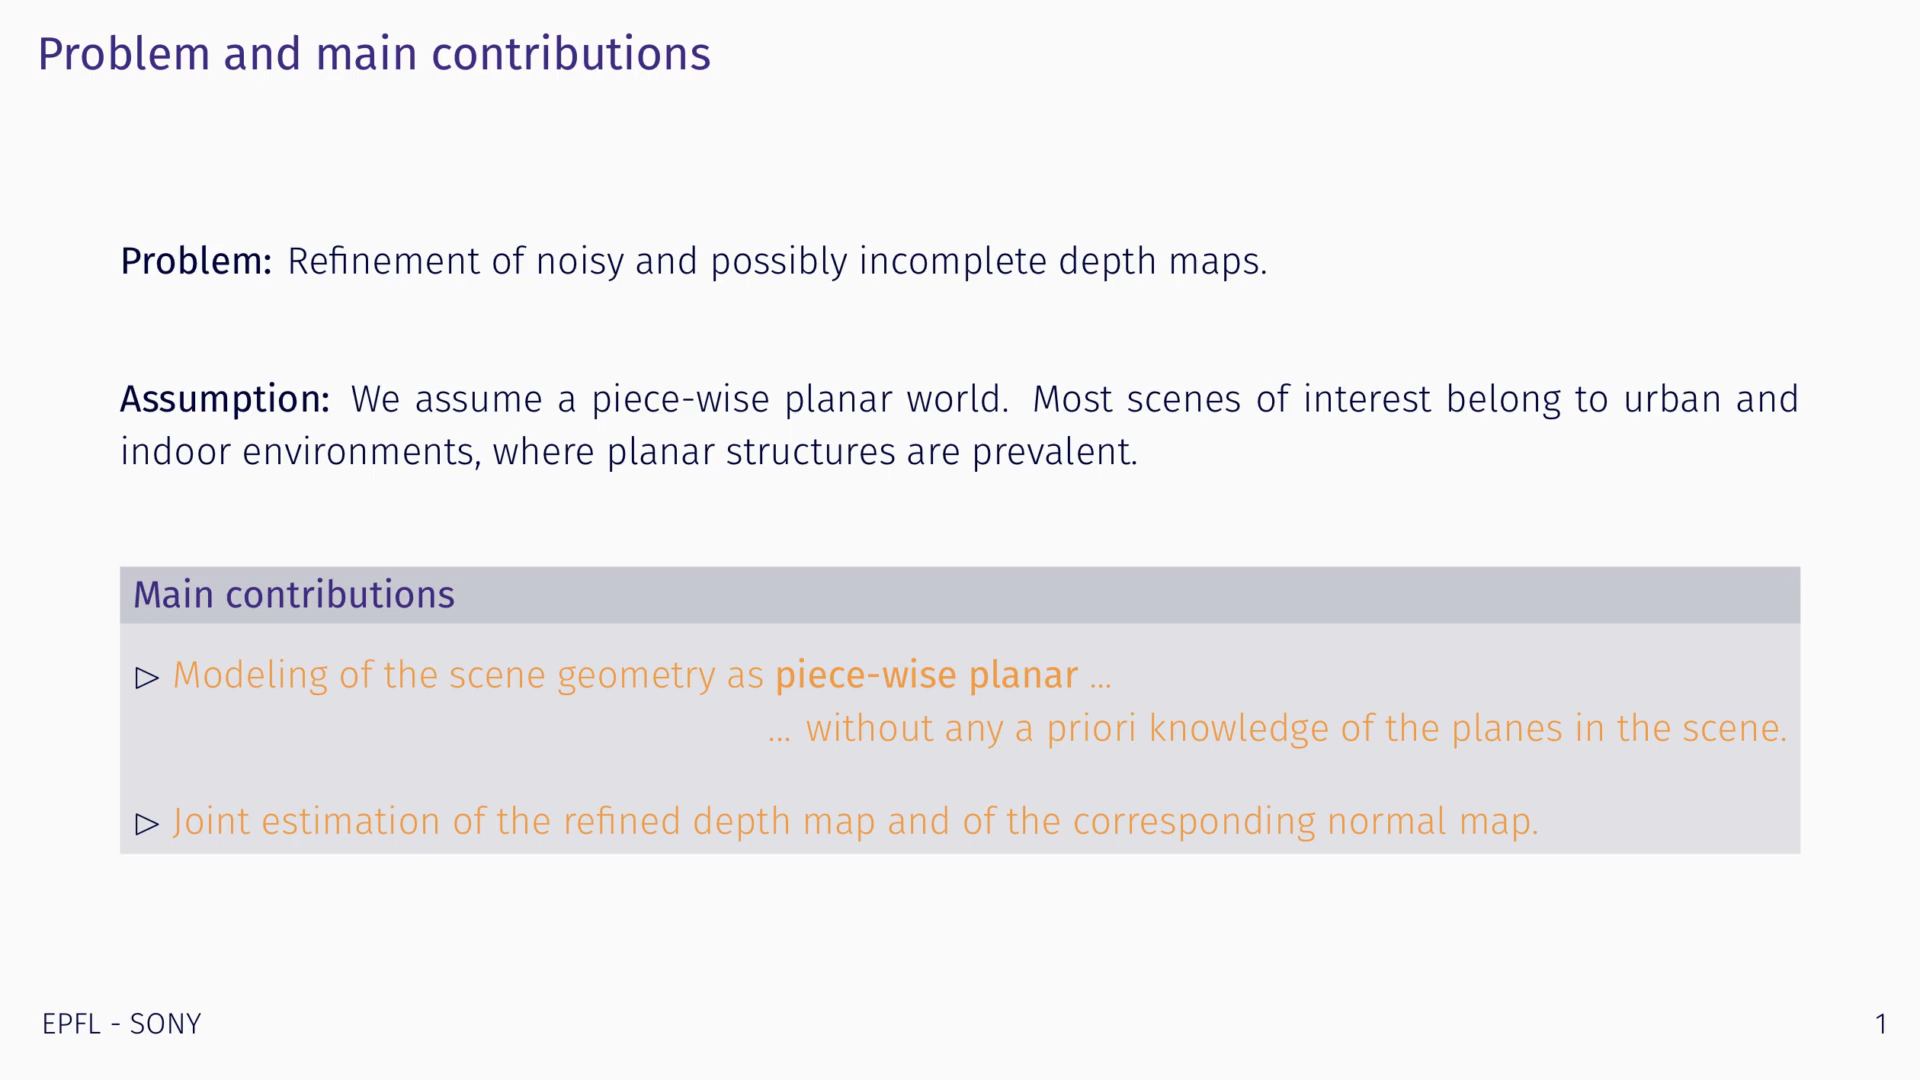 Problem and main contributions
Problem: Refinement of noisy and possibly incomplete depth maps.
Assumption: We assume a piece-wise planar world. Most scenes of interest belong to urban and
indoor environments, where planar structures are prevalent.
Main contributions
▷ Modeling of the scene geometry as piece-wise planar ...
... without any a priori knowledge of the planes in the scene.
▷ Joint estimation of the refined depth map and of the corresponding normal map.
EPFL - SONY
1